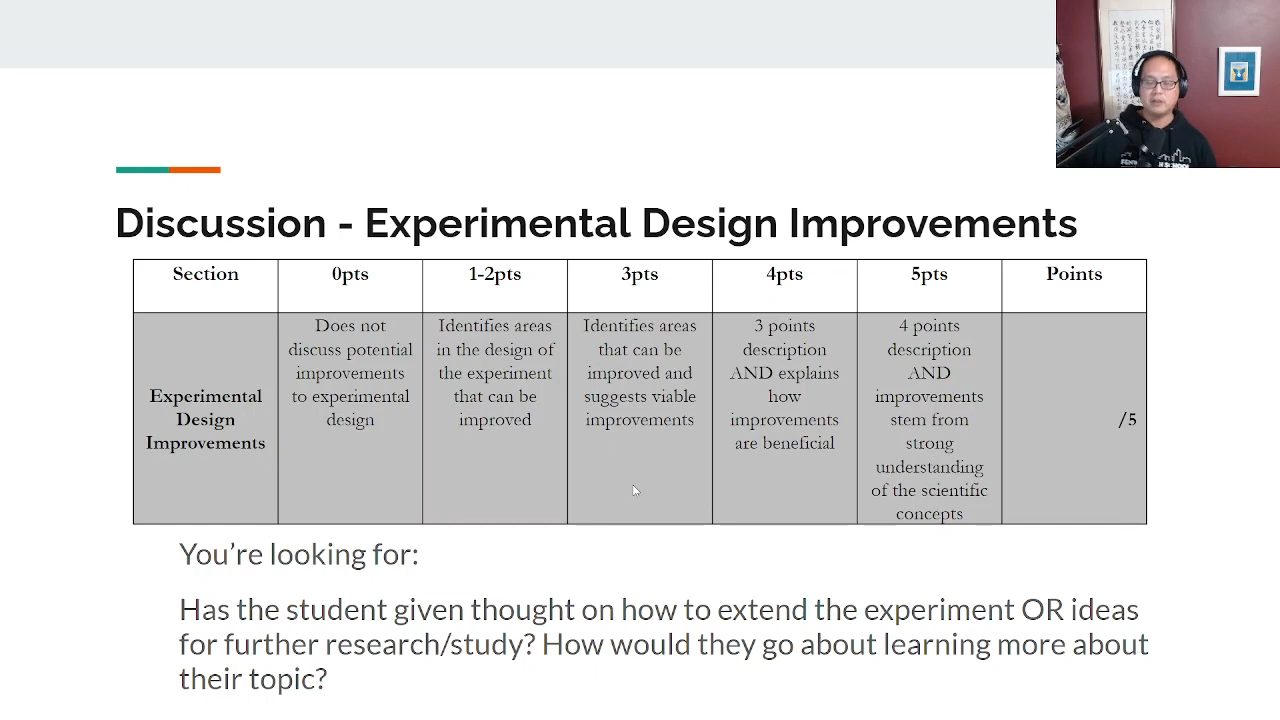 Discussion - Experimental Design Improvements
Section
0pts
1-2pts
3pts
4pts
5pts
Points
Experimental
Design
Improvements
Does not
discuss potential
improvements
to experimental
design
Identifies areas
in the design of
the experiment
that can be
improved
Identifies areas
that can be
improved and
suggests viable
improvements
3 points
description
AND explains
how
improvements
are beneficial
4 points
description
AND
improvements
stem from
strong
understanding
of the scientific
concepts
/5
You’re looking for:
Has the student given thought on how to extend the experiment OR ideas
for further research/study? How would they go about learning more about
their topic?